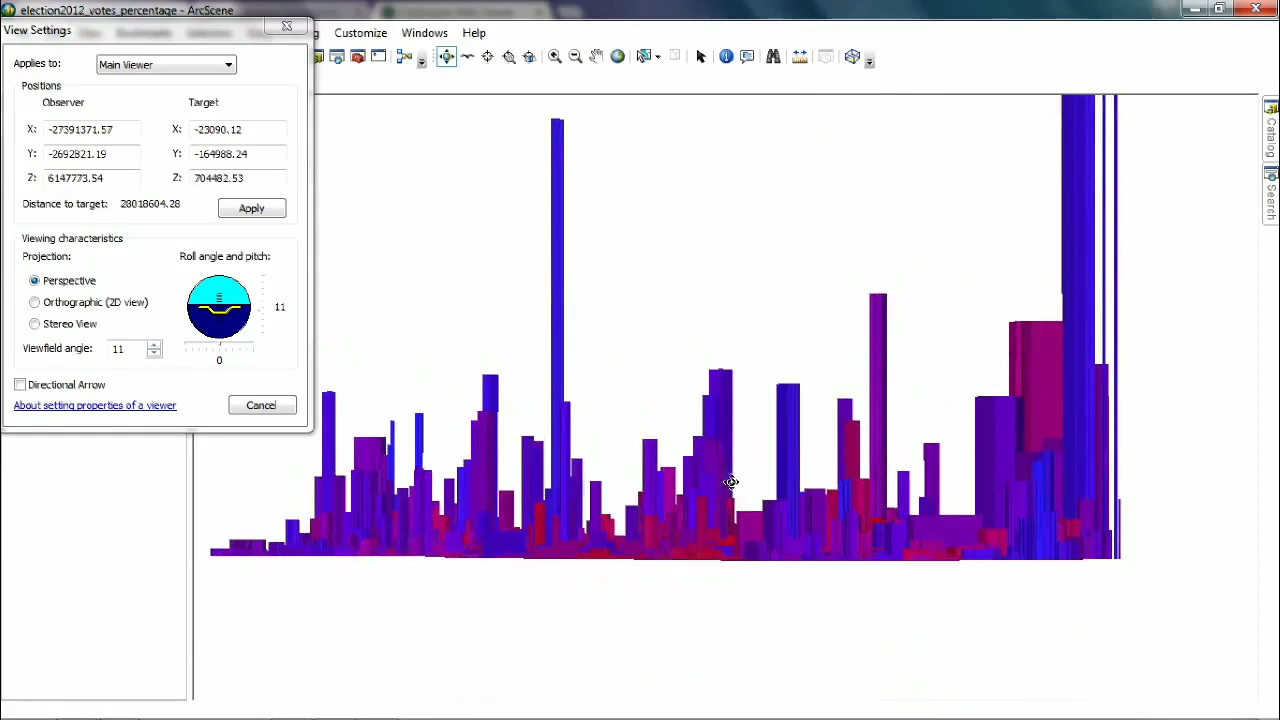 election2012_votes_percentage - ArcScene
View Settings
Customize Windows Help
Applies to: Main Viewer
Positions
Observer Target
X: -27391371.57 X: -23090.12
Y: -2692821.19 Y: -164988.24
Z: 6147773.54 Z: 704482.53
Distance to target: 28018604.28 Apply
Viewing characteristics
Projection: Roll angle and pitch:
Perspective
Orthographic (2D view)
Stereo View
11
Viewfield angle: 11
0
Directional Arrow
About setting properties of a viewer Cancel
Catalog
Search